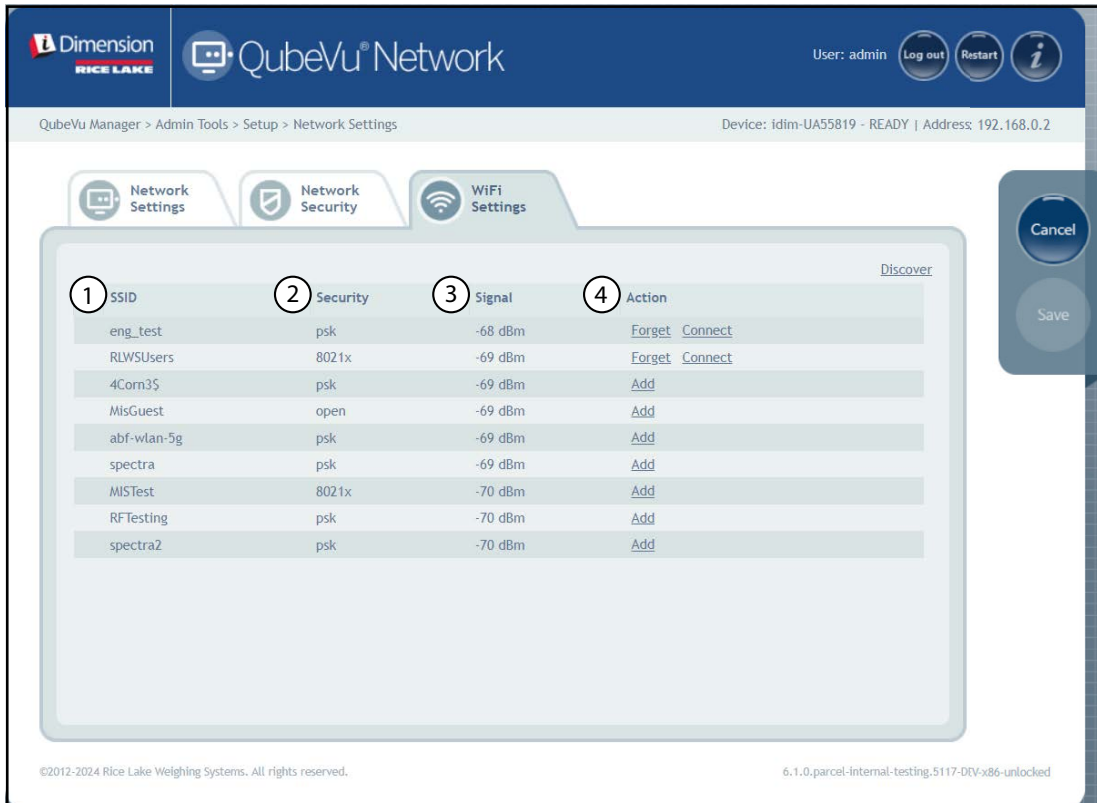 iDimension
RICE LAKE
QubeVu® Network
User: admin
Log out
Restart
i
QubeVu Manager > Admin Tools > Setup > Network Settings
Device: idim-UA55819 - READY | Address: 192.168.0.2
Network
Settings
Network
Security
WiFi
Settings
Cancel
Save
Discover
1 SSID 2 Security 3 Signal 4 Action
eng_test psk -68 dBm Forget Connect
RLWSUsers 8021x -69 dBm Forget Connect
4Corn3$ psk -69 dBm Add
MisGuest open -69 dBm Add
abf-wlan-5g psk -69 dBm Add
spectra psk -69 dBm Add
MISTest 8021x -70 dBm Add
RFTesting psk -70 dBm Add
spectra2 psk -70 dBm Add
©2012-2024 Rice Lake Weighing Systems. All rights reserved.
6.1.0.parcel-internal-testing.5117-DEV-x86-unlocked